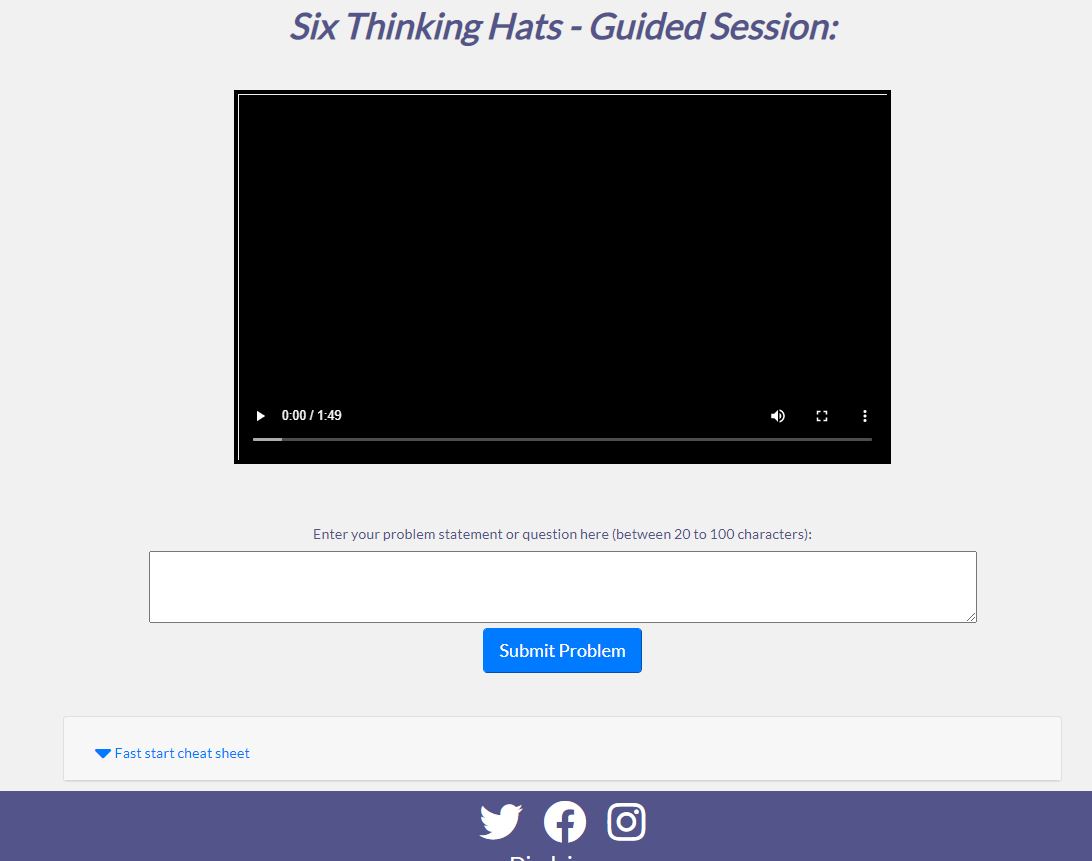 Six Thinking Hats - Guided Session:
0:00 / 1:49
Enter your problem statement or question here (between 20 to 100 characters):
Submit Problem
Fast start cheat sheet